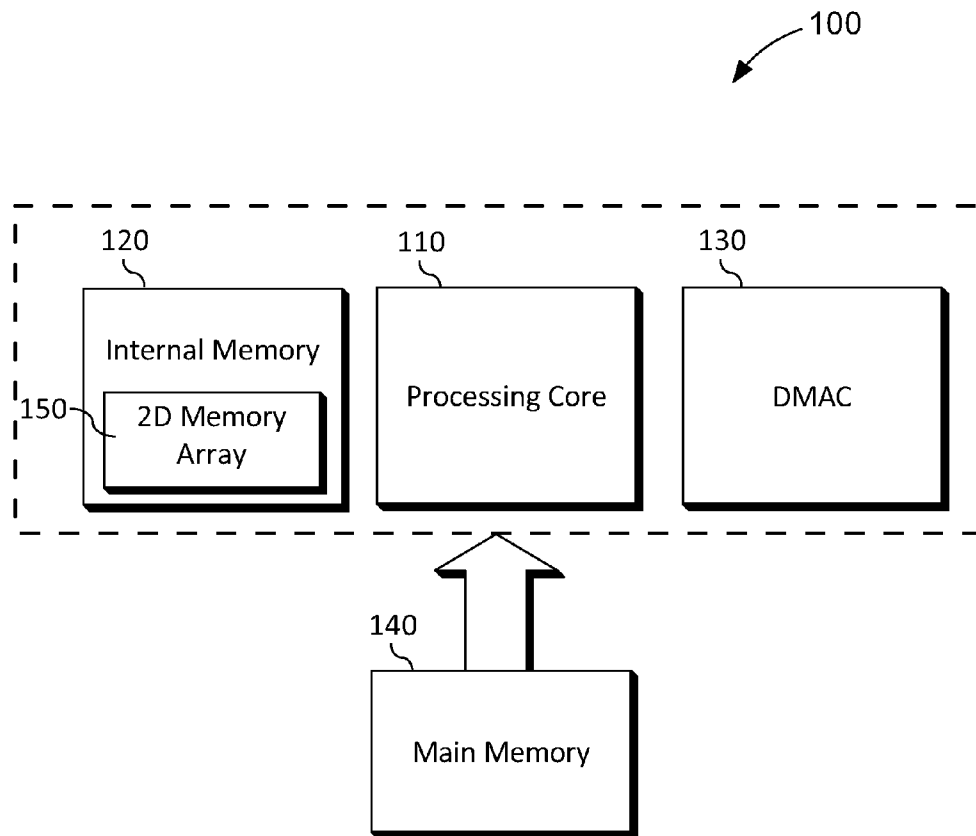 100
120
110
130
Internal Memory
150
2D Memory
Array
Processing Core
DMAC
140
Main Memory